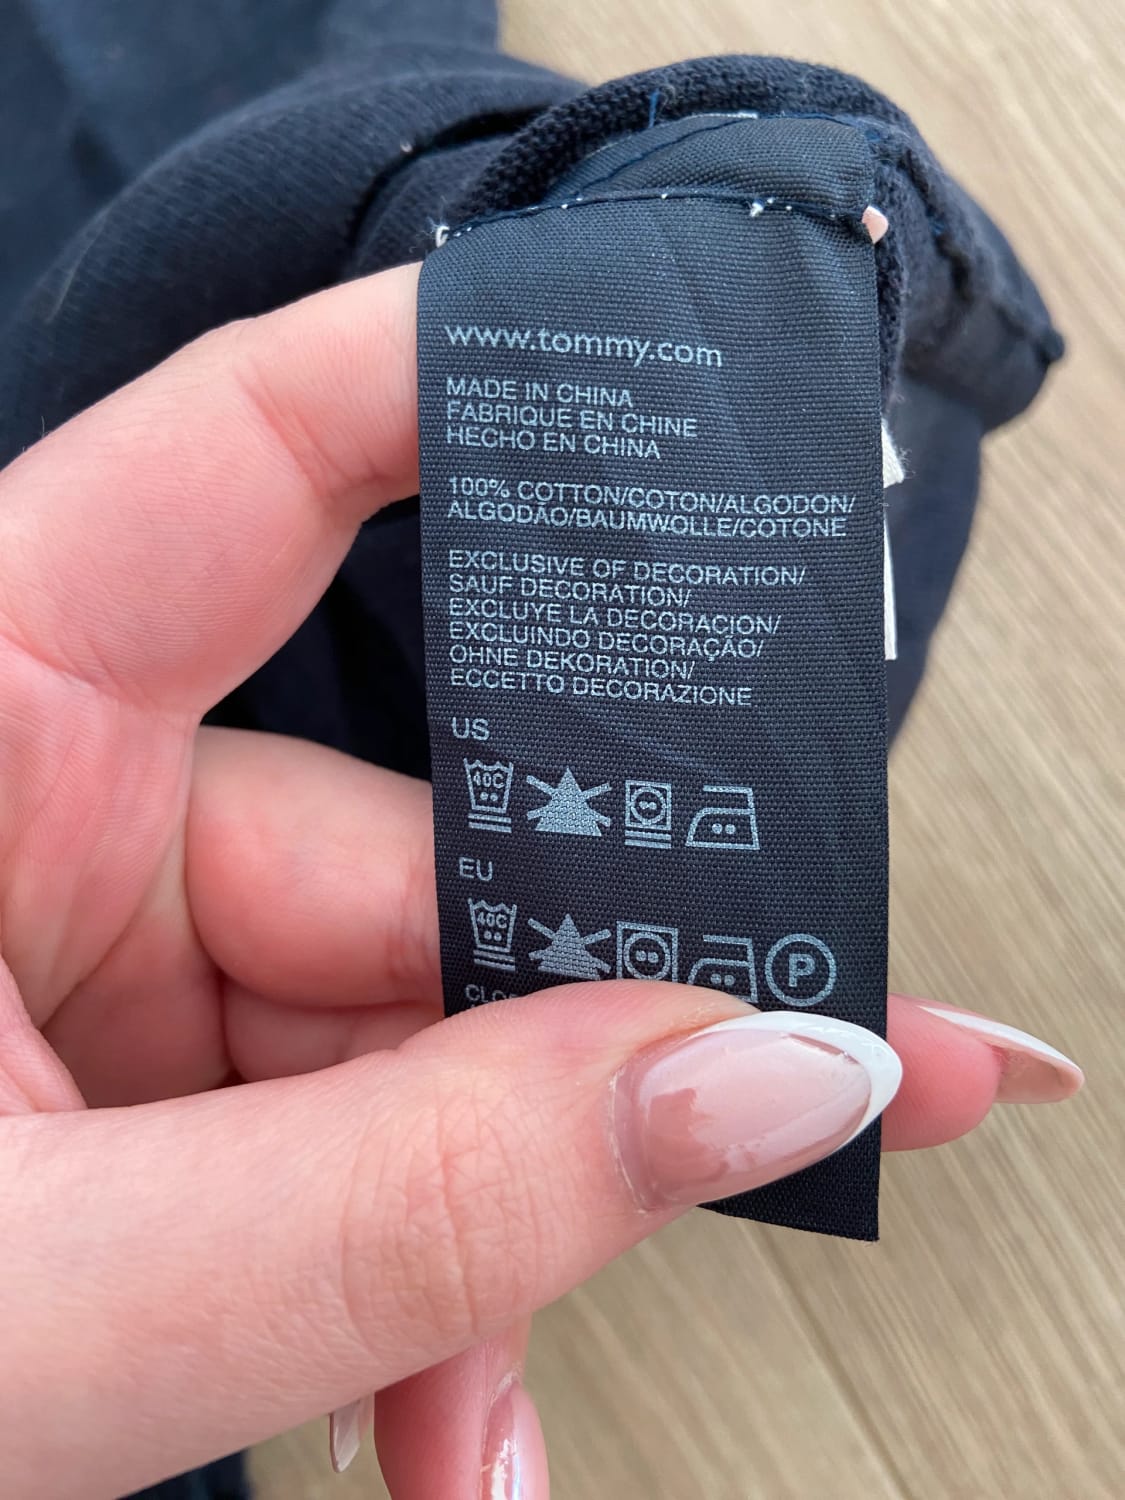 www.tommy.com
MADE IN CHINA
FABRIQUE EN CHINE
HECHO EN CHINA
100% COTTON/COTON/ALGODON/
ALGODÃO/BAUMWOLLE/COTONE
EXCLUSIVE OF DECORATION/
SAUF DECORATION/
EXCLUYE LA DECORACION/
EXCLUINDO DECORAÇÃO/
OHNE DEKORATION/
ECCETTO DECORAZIONE
US
40C
EU
40C P